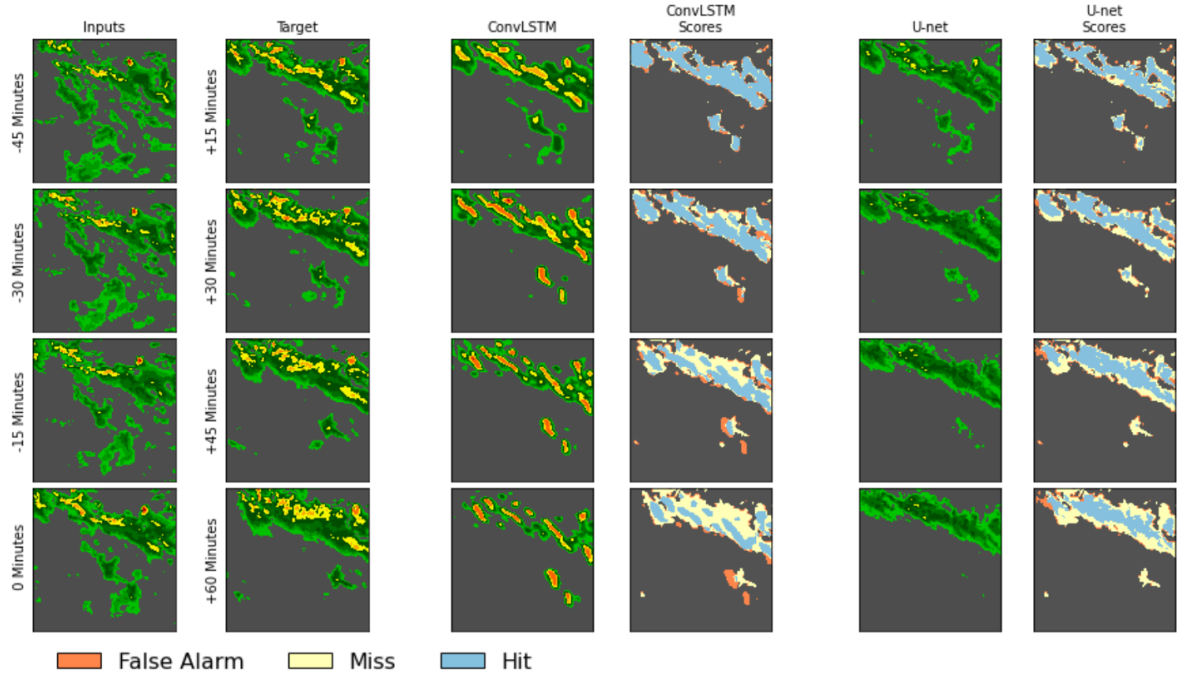 Inputs
Target
ConvLSTM
ConvLSTM
Scores
U-net
U-net
Scores
-45 Minutes
+15 Minutes
-30 Minutes
+30 Minutes
-15 Minutes
+45 Minutes
0 Minutes
+60 Minutes
False Alarm
Miss
Hit